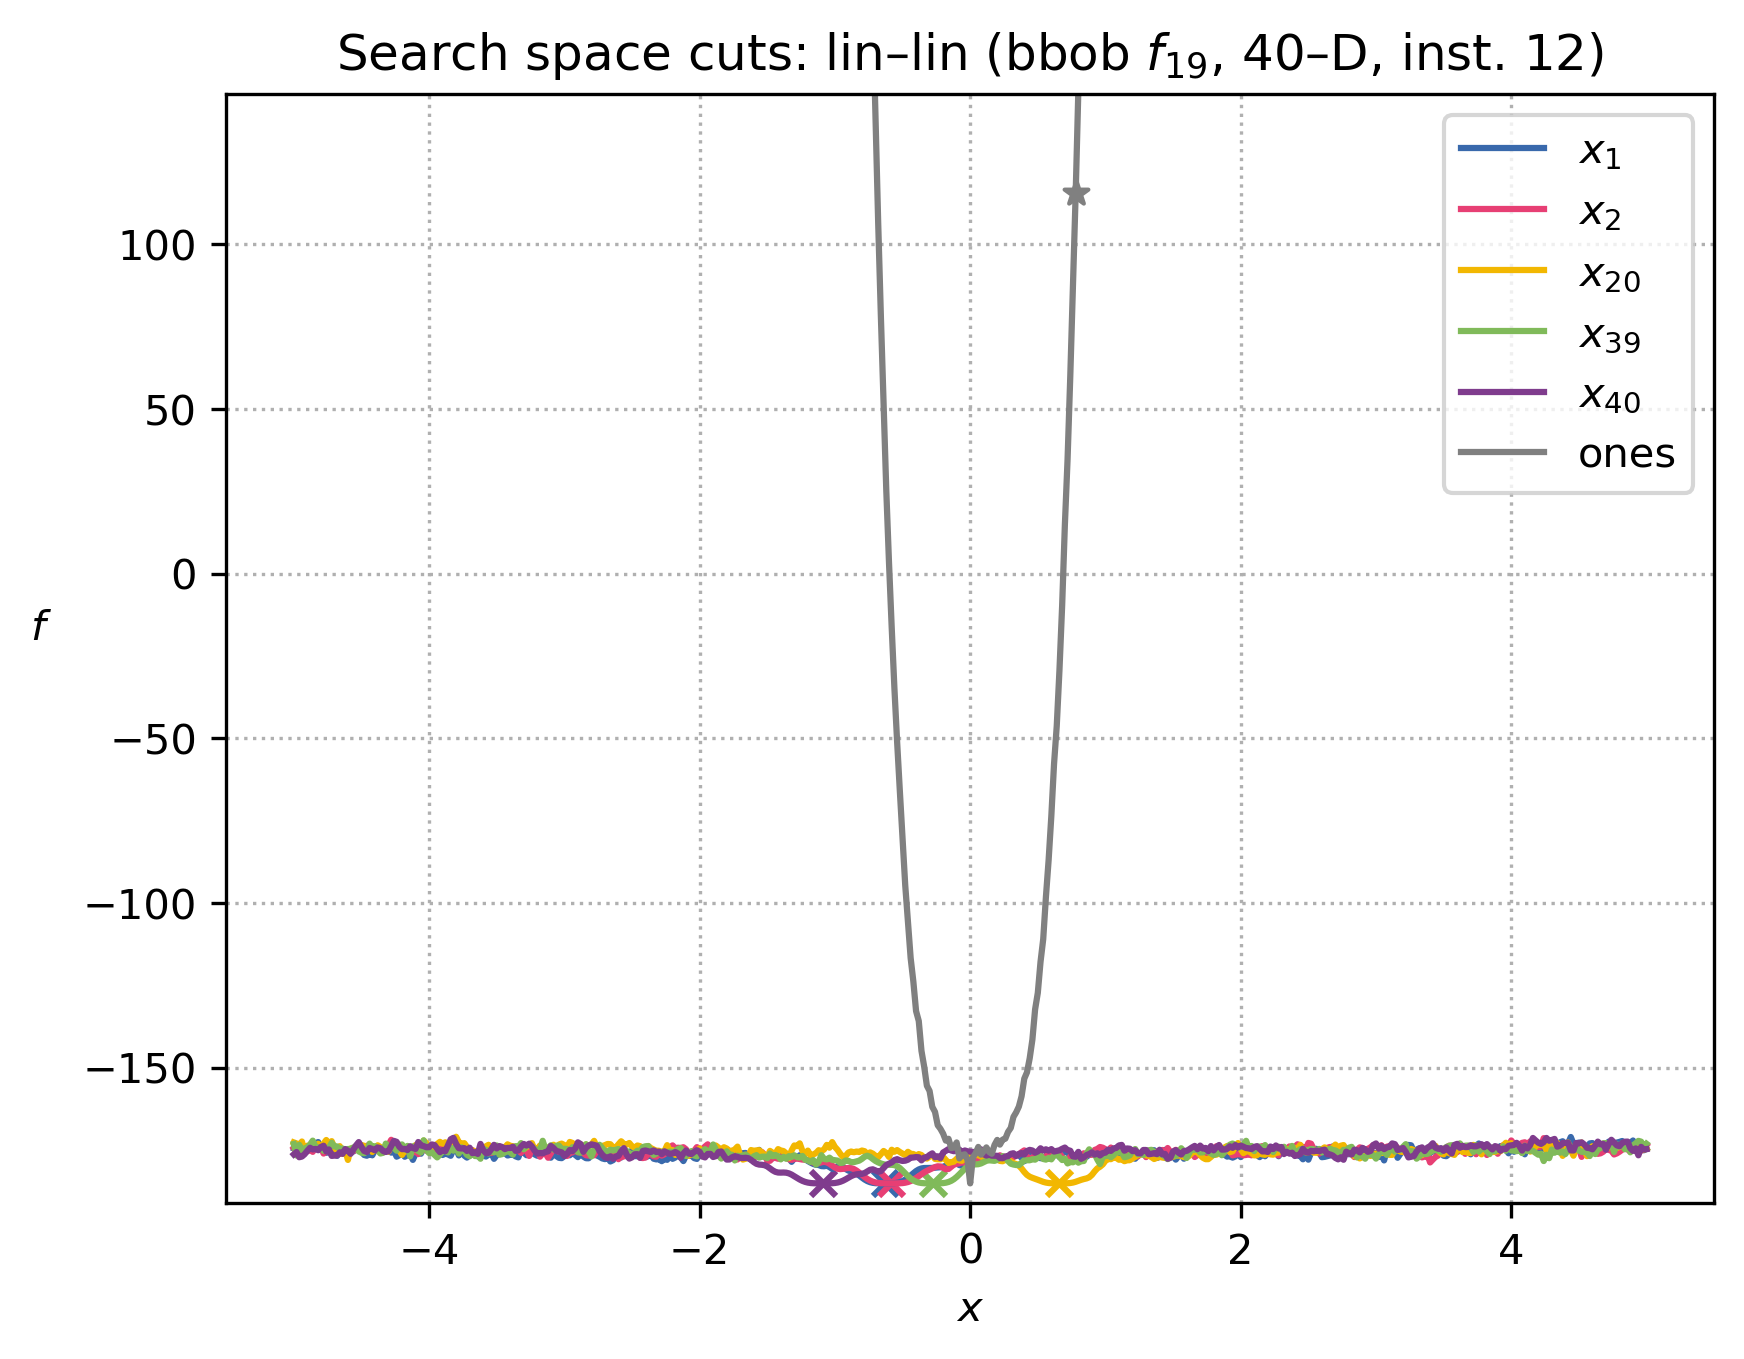 Search space cuts: lin–lin (bbob f₁₉, 40–D, inst. 12)
x₁
x₂
x₂₀
x₃₉
x₄₀
ones
100
50
0
−50
−100
−150
f
−4
−2
0
2
4
x